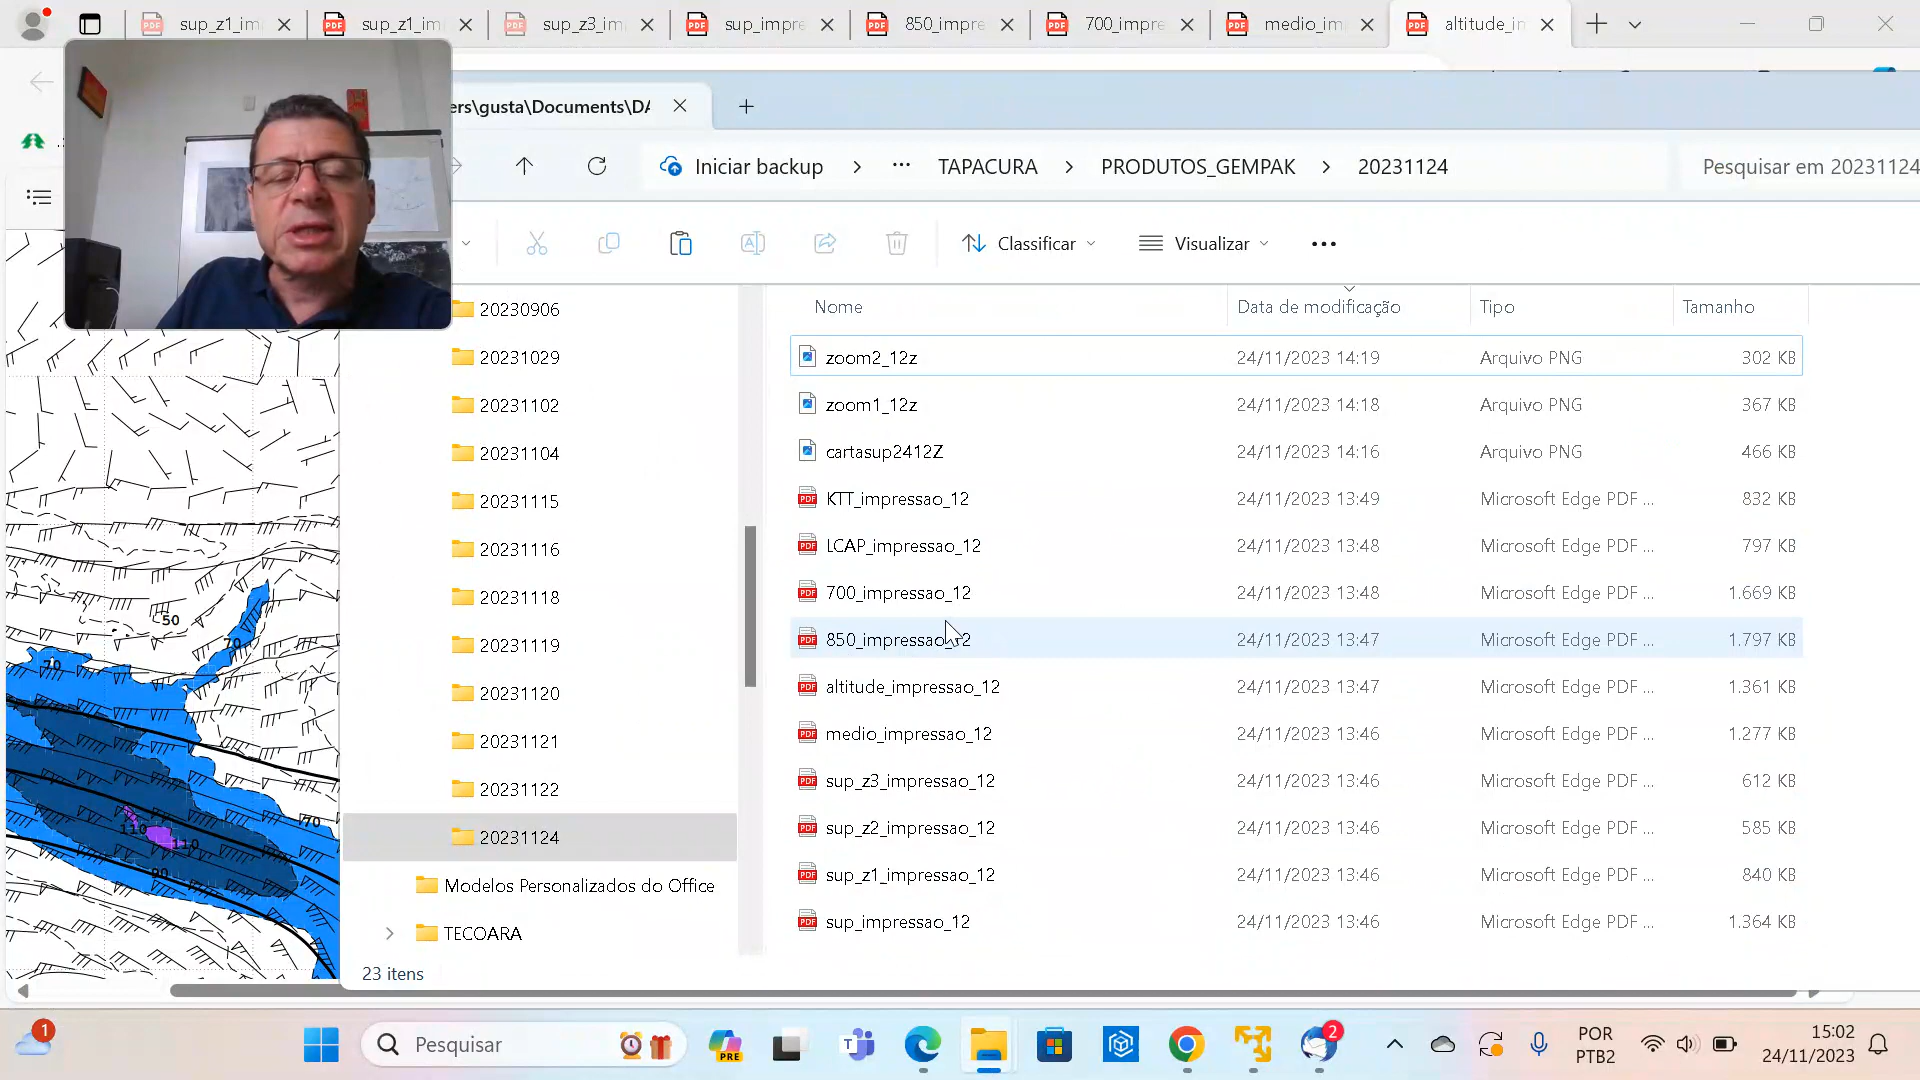 sup_z1_im
sup_z1_im
sup_z3_im
sup_impre
850_impre
700_impre
medio_im
altitude_in
ers\gusta\Documents\DA
Iniciar backup
TAPACURA
PRODUTOS_GEMPAK
20231124
Pesquisar em 20231124
Classificar
Visualizar
Nome
Data de modificação
Tipo
Tamanho
20230906
20231029
20231102
20231104
20231115
20231116
20231118
20231119
20231120
20231121
20231122
20231124
Modelos Personalizados do Office
TECOARA
23 itens
zoom2_12z 24/11/2023 14:19 Arquivo PNG 302 KB
zoom1_12z 24/11/2023 14:18 Arquivo PNG 367 KB
cartasup2412Z 24/11/2023 14:16 Arquivo PNG 466 KB
KTT_impressao_12 24/11/2023 13:49 Microsoft Edge PDF ... 832 KB
LCAP_impressao_12 24/11/2023 13:48 Microsoft Edge PDF ... 797 KB
700_impressao_12 24/11/2023 13:48 Microsoft Edge PDF ... 1.669 KB
850_impressao_12 24/11/2023 13:47 Microsoft Edge PDF ... 1.797 KB
altitude_impressao_12 24/11/2023 13:47 Microsoft Edge PDF ... 1.361 KB
medio_impressao_12 24/11/2023 13:46 Microsoft Edge PDF ... 1.277 KB
sup_z3_impressao_12 24/11/2023 13:46 Microsoft Edge PDF ... 612 KB
sup_z2_impressao_12 24/11/2023 13:46 Microsoft Edge PDF ... 585 KB
sup_z1_impressao_12 24/11/2023 13:46 Microsoft Edge PDF ... 840 KB
sup_impressao_12 24/11/2023 13:46 Microsoft Edge PDF ... 1.364 KB
50
70
70
70
110
110
90
1
Pesquisar
PRE
2
POR
PTB2
15:02
24/11/2023